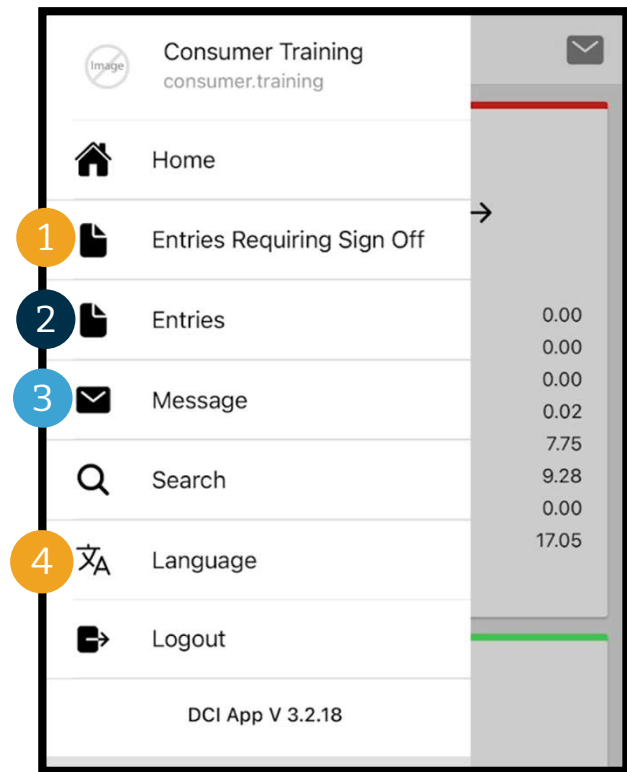 Image
Consumer Training
consumer.training
Home
1
Entries Requiring Sign Off
2
Entries
3
Message
Search
4
文A
Language
Logout
DCI App V 3.2.18
0.00
0.00
0.00
0.02
7.75
9.28
0.00
17.05